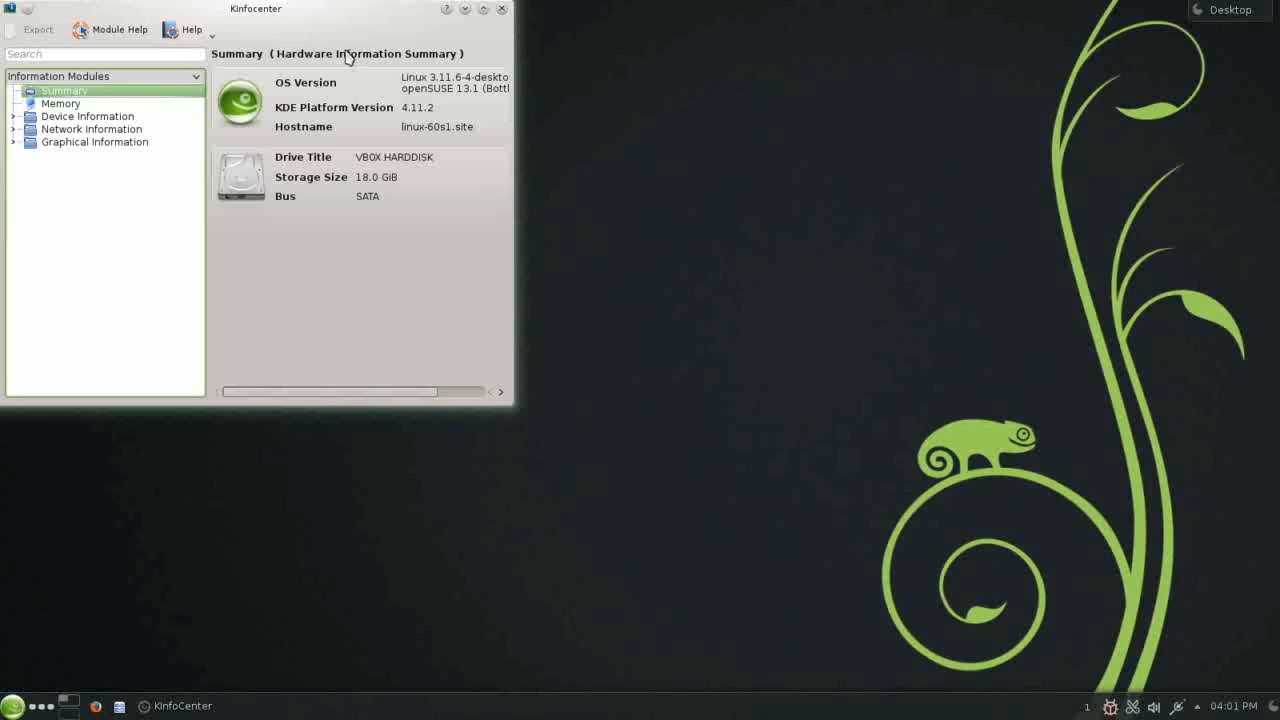 KInfocenter
Desktop
Export Module Help Help
Search
Summary ( Hardware Information Summary )
Information Modules
Summary
Memory
Device Information
Network Information
Graphical Information
OS Version Linux 3.11.6-4-deskto
openSUSE 13.1 (Bottl
KDE Platform Version 4.11.2
Hostname linux-60s1.site
Drive Title VBOX HARDDISK
Storage Size 18.0 GiB
Bus SATA
KInfoCenter
1
04:01 PM